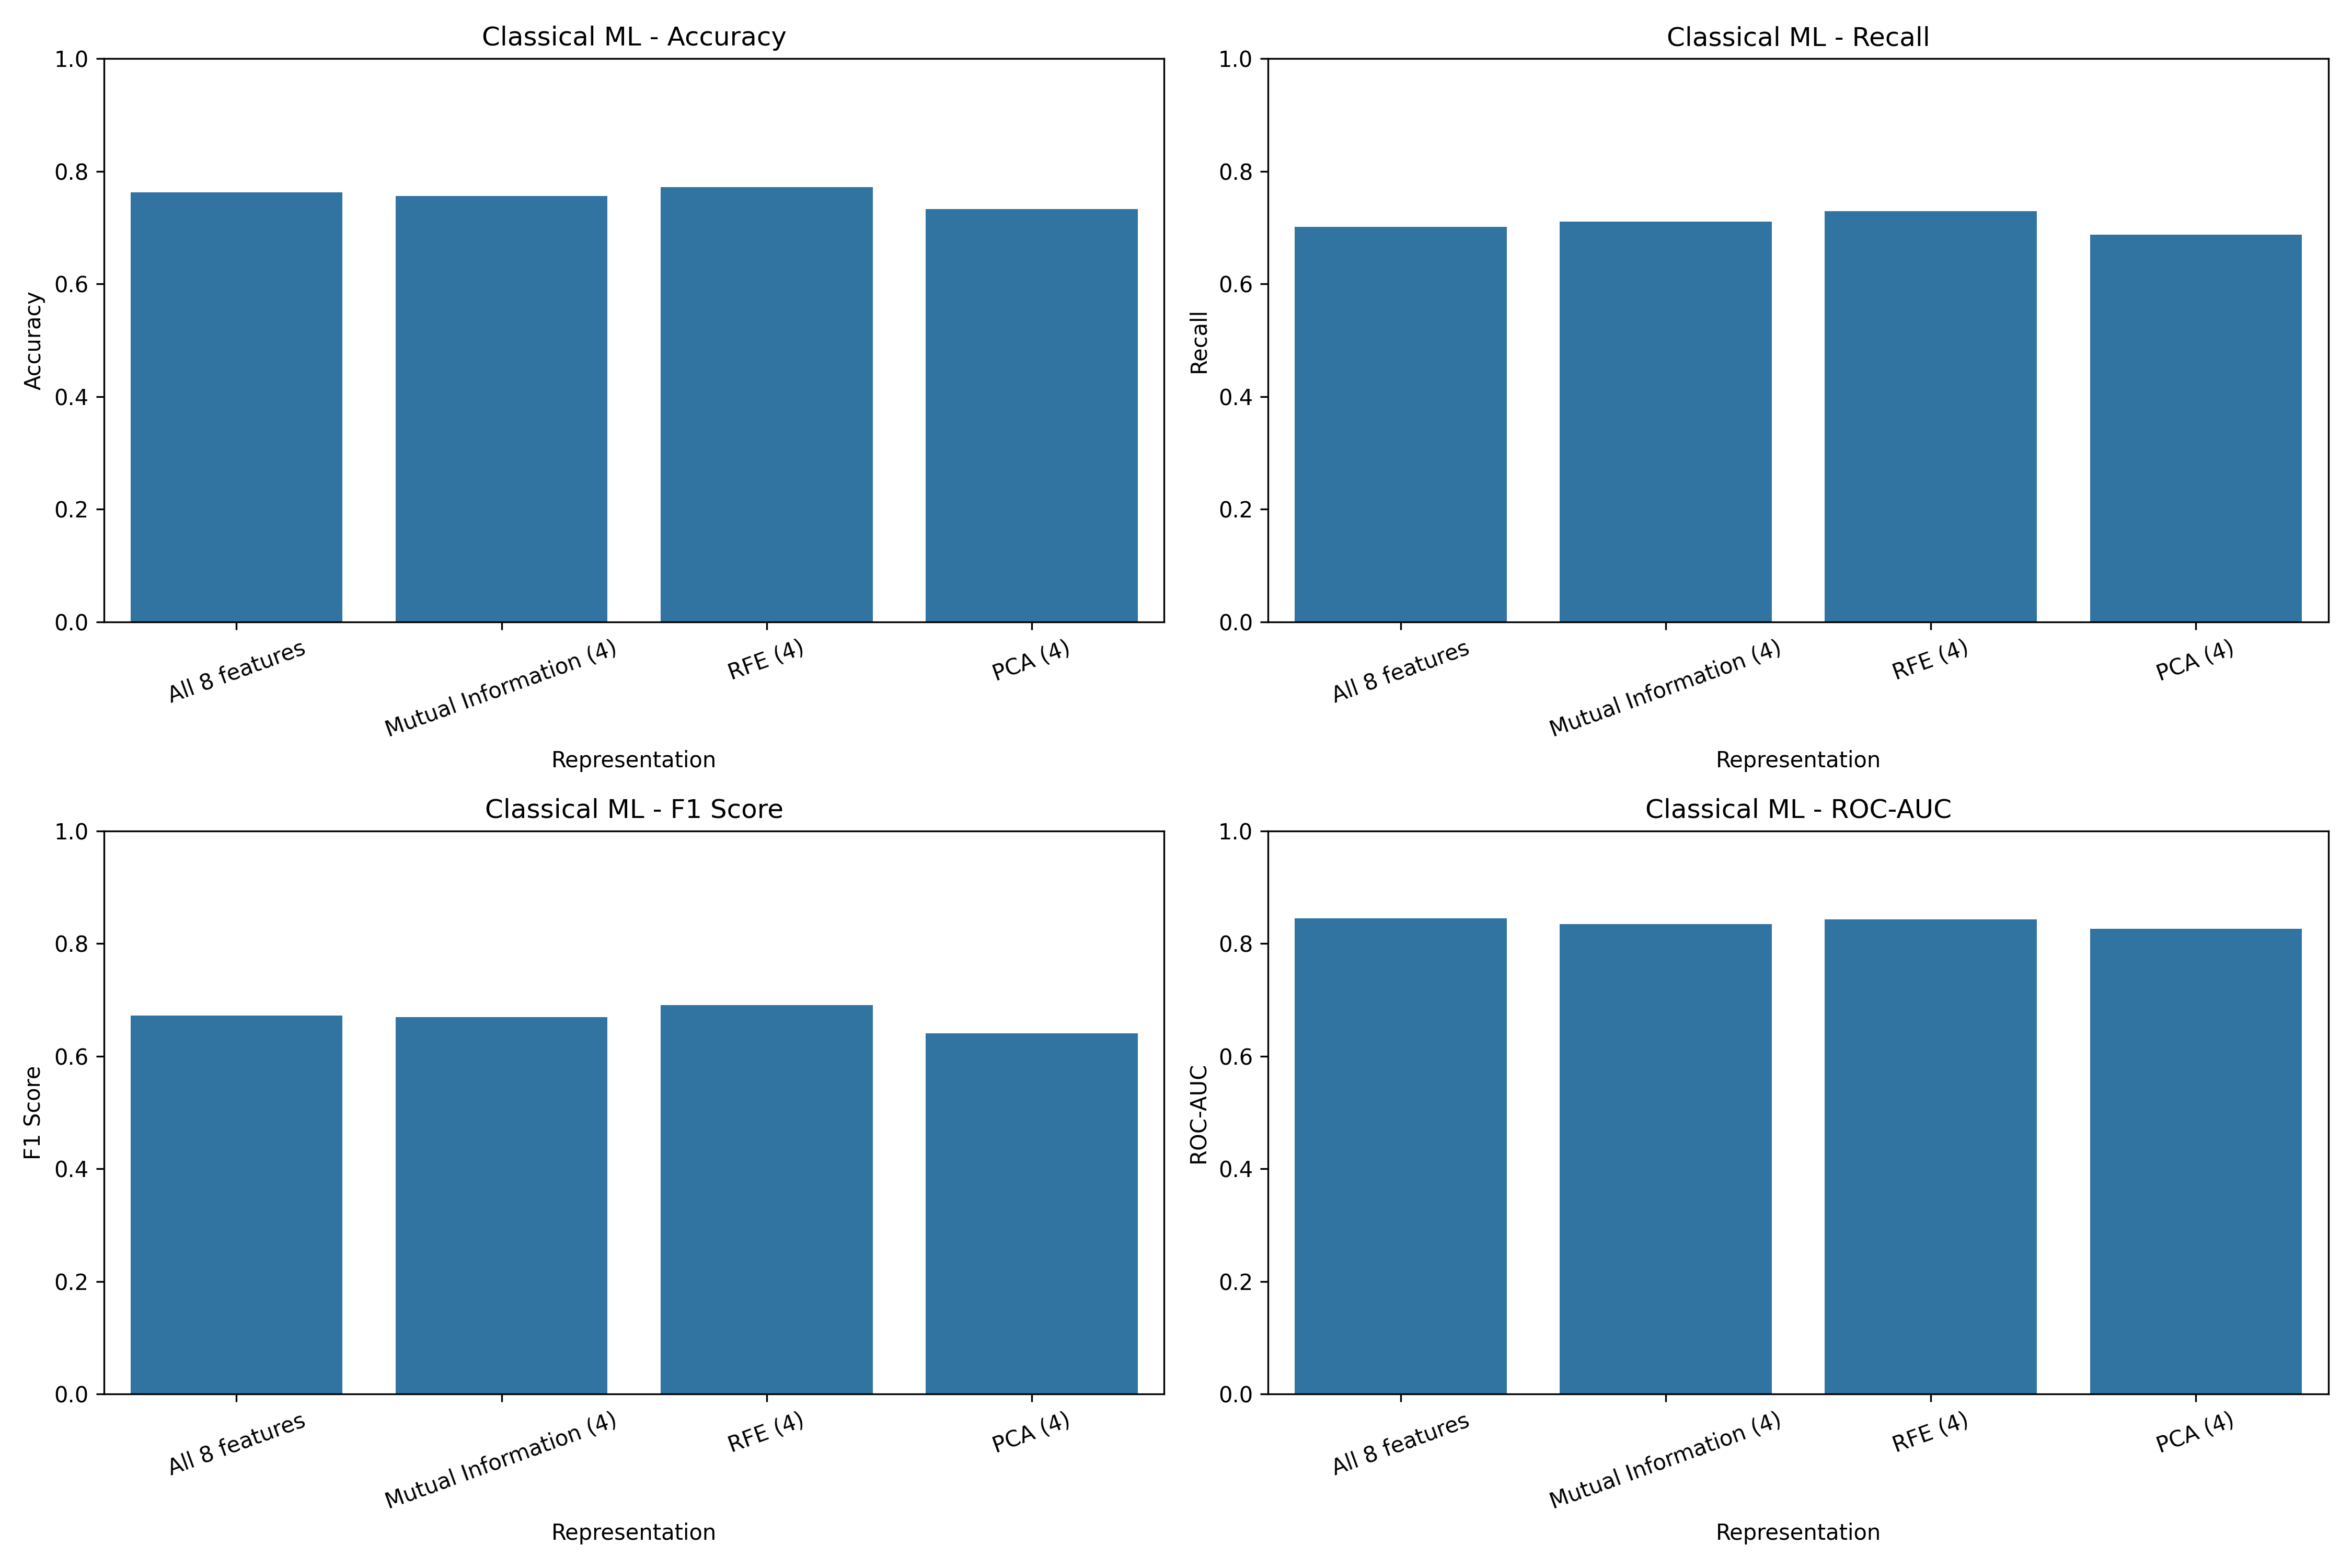 Classical ML - Accuracy
1.0
0.8
0.6
0.4
0.2
0.0
Accuracy
All 8 features
Mutual Information (4)
RFE (4)
PCA (4)
Representation
Classical ML - Recall
1.0
0.8
0.6
0.4
0.2
0.0
Recall
All 8 features
Mutual Information (4)
RFE (4)
PCA (4)
Representation
Classical ML - F1 Score
1.0
0.8
0.6
0.4
0.2
0.0
F1 Score
All 8 features
Mutual Information (4)
RFE (4)
PCA (4)
Representation
Classical ML - ROC-AUC
1.0
0.8
0.6
0.4
0.2
0.0
ROC-AUC
All 8 features
Mutual Information (4)
RFE (4)
PCA (4)
Representation